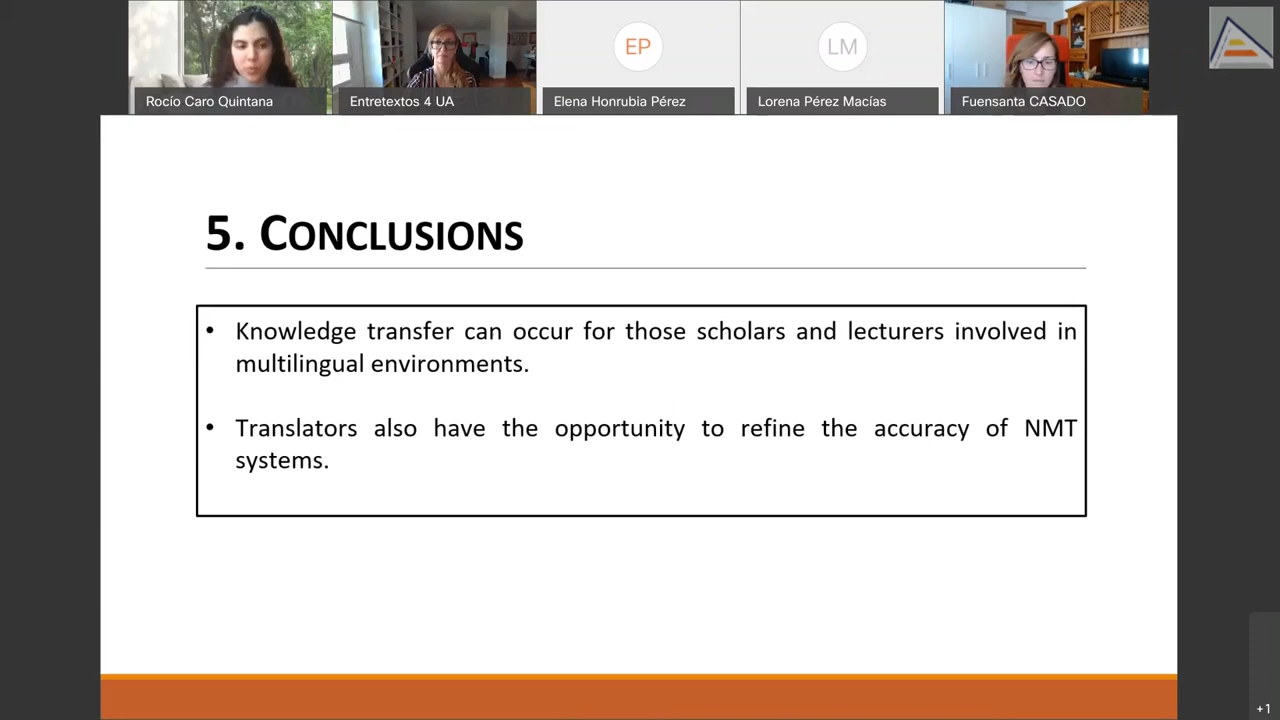 EP
LM
Rocío Caro Quintana
Entretextos 4 UA
Elena Honrubia Pérez
Lorena Pérez Macías
Fuensanta CASADO
5. CONCLUSIONS
• Knowledge transfer can occur for those scholars and lecturers involved in
multilingual environments.
• Translators also have the opportunity to refine the accuracy of NMT
systems.
+1